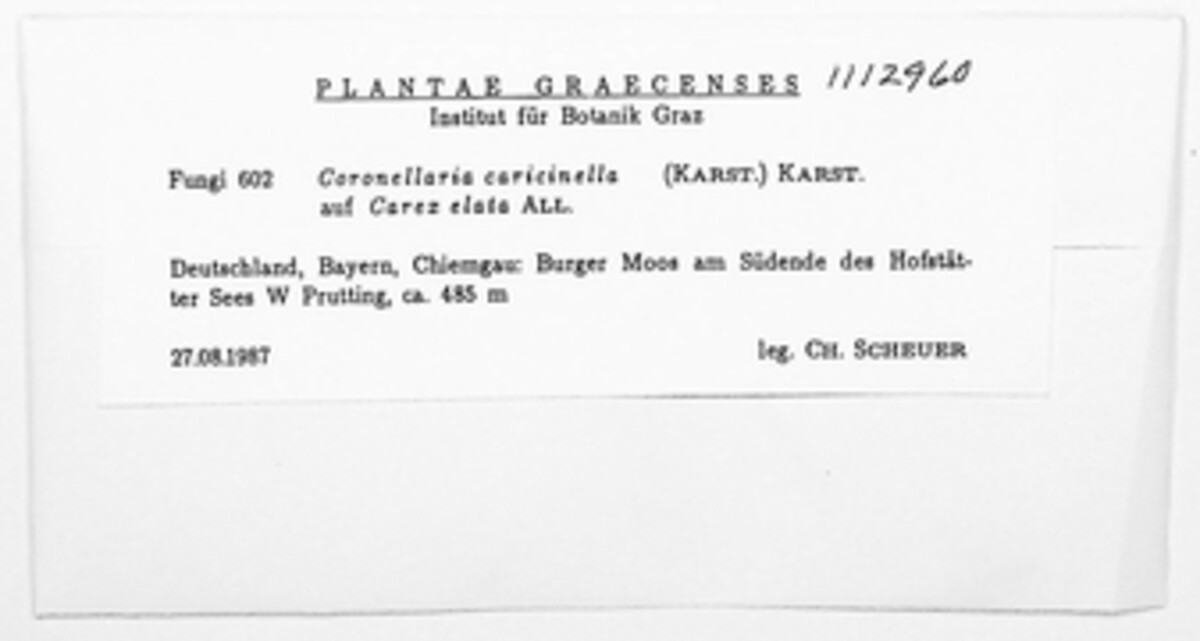 PLANTAE GRAECENSES 1112960
Institut für Botanik Graz
Fungi 602 Coronellaria caricinella (KARST.) KARST.
auf Carex elata ALL.
Deutschland, Bayern, Chiemgau: Burger Moos am Südende des Hofstät-
ter Sees W Prutting, ca. 485 m
27.08.1987 leg. CH. SCHEUER